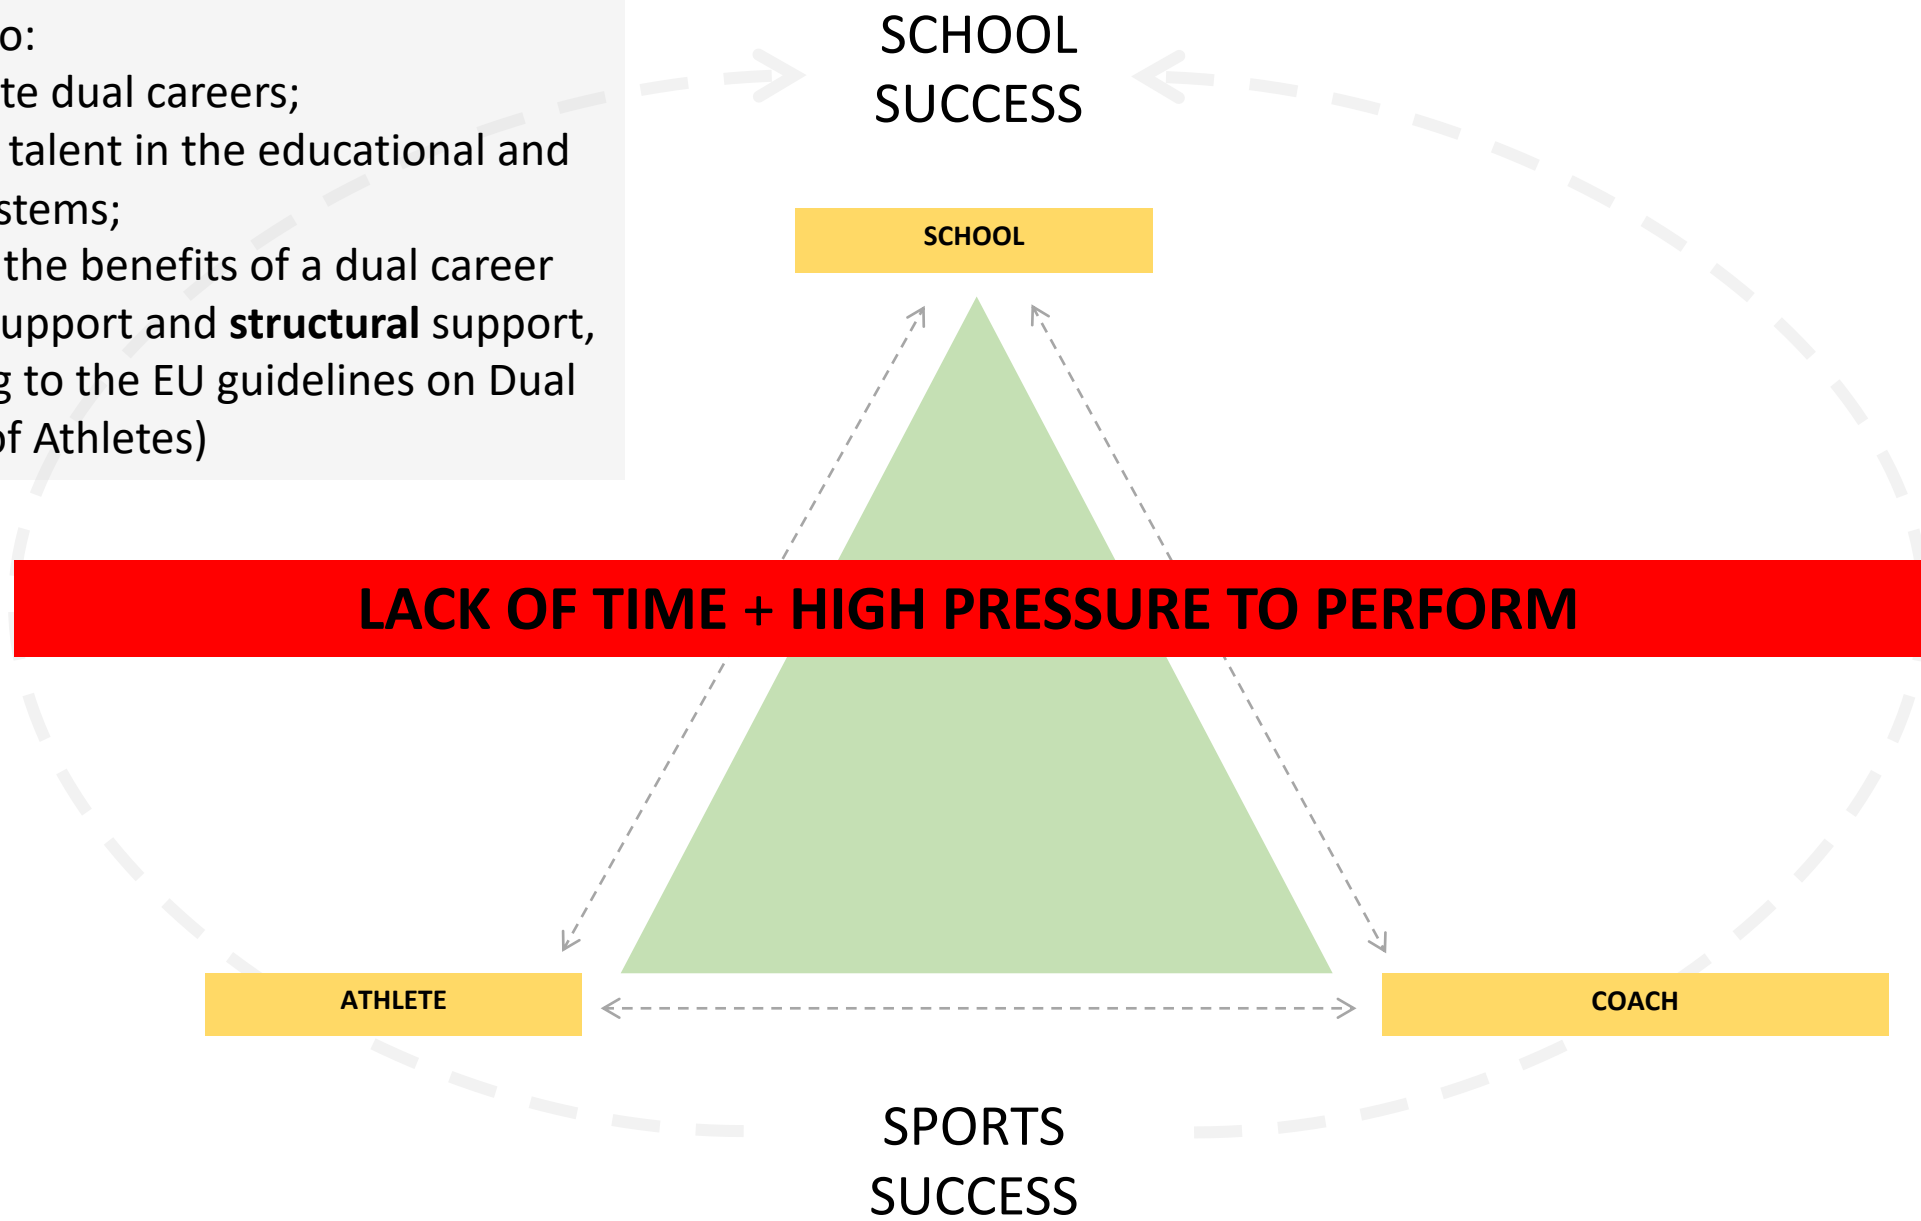 o:
te dual careers;
talent in the educational and
stems;
the benefits of a dual career
upport and structural support,
g to the EU guidelines on Dual
of Athletes)
SCHOOL
SUCCESS
SCHOOL
LACK OF TIME + HIGH PRESSURE TO PERFORM
ATHLETE
COACH
SPORTS
SUCCESS